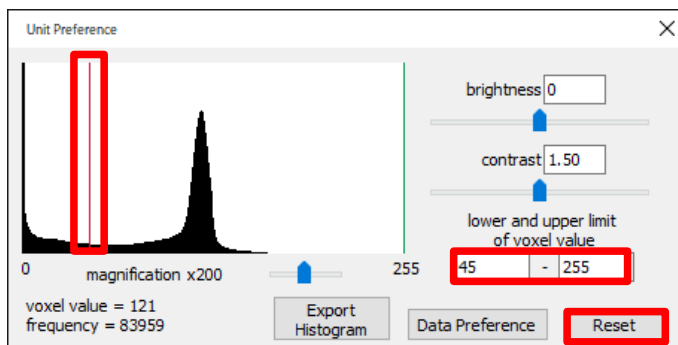 Unit Preference
brightness 0
contrast 1.50
lower and upper limit
of voxel value
45 - 255
0 magnification x200 255
voxel value = 121
frequency = 83959
Export
Histogram
Data Preference
Reset